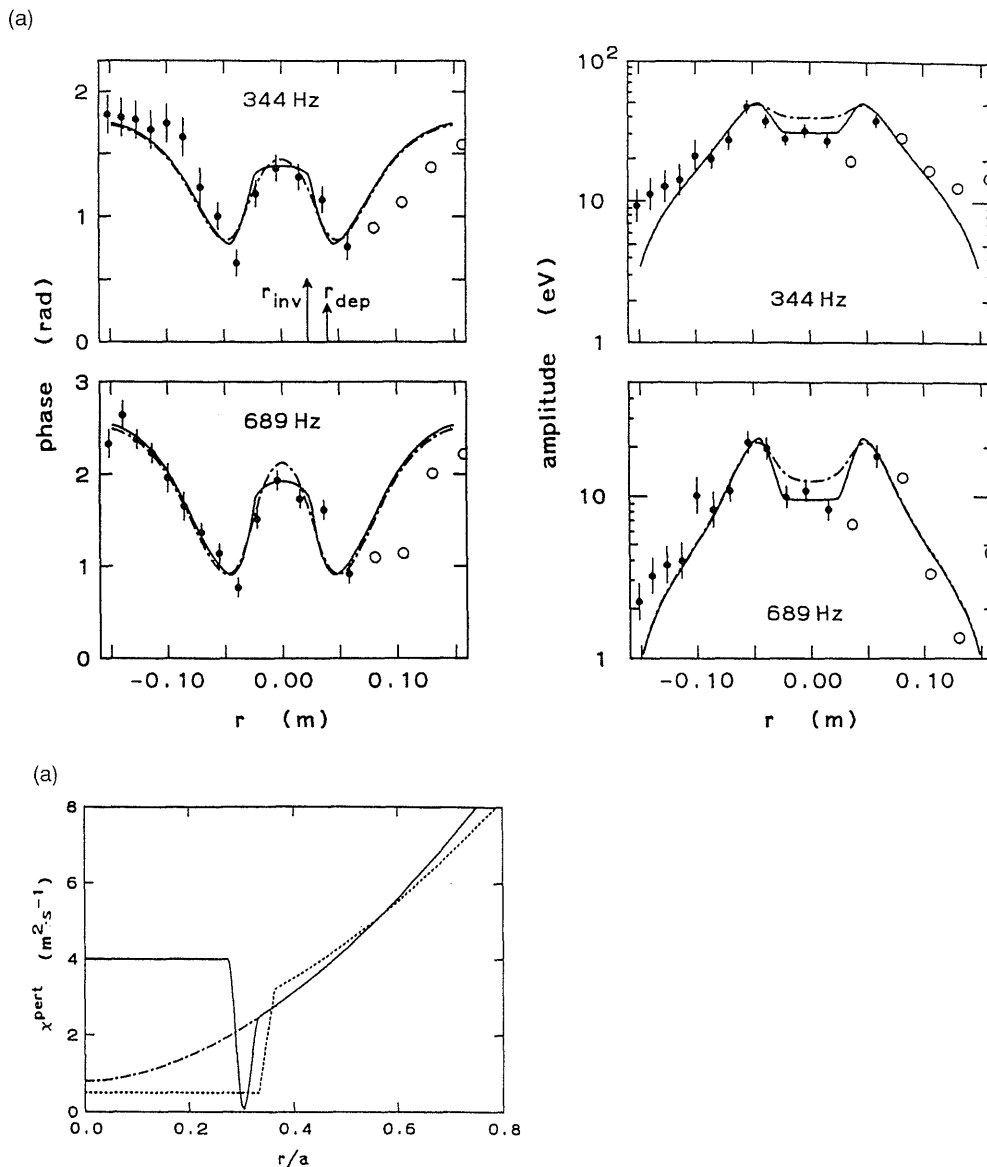 (a)
344 Hz
r_inv
r_dep
2
1
0
phase (rad)
689 Hz
3
2
1
0
-0.10 0.00 0.10
r (m)
10^2
10
1
344 Hz
amplitude (eV)
10
1
689 Hz
-0.10 0.00 0.10
r (m)
(a)
8
6
4
2
0
χ^pert (m^2·s^-1)
0.0 0.2 0.4 0.6 0.8
r/a